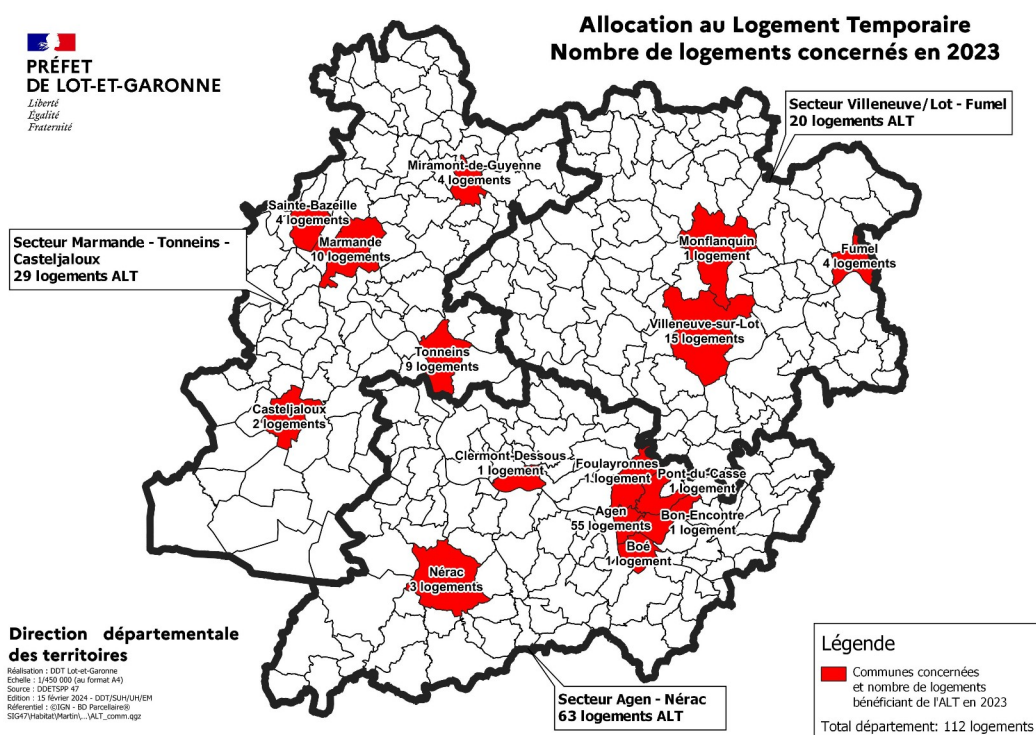 PRÉFET
DE LOT-ET-GARONNE
Liberté
Égalité
Fraternité
Allocation au Logement Temporaire
Nombre de logements concernés en 2023
Secteur Villeneuve/Lot - Fumel
20 logements ALT
Miramont-de-Guyenne
4 logements
Sainte-Bazeille
4 logements
Marmande
10 logements
Secteur Marmande - Tonneins -
Casteljaloux
29 logements ALT
Monflanquin
1 logement
Fumel
4 logements
Villeneuve-sur-Lot
15 logements
Tonneins
9 logements
Casteljaloux
2 logements
Clermont-Dessous
1 logement
Foulayronnes
1 logement
Pont-du-Casse
1 logement
Agen
55 logements
Bon-Encontre
1 logement
Boé
1 logement
Nérac
3 logements
Direction départementale
des territoires
Réalisation : DDT Lot-et-Garonne
Echelle : 1/450 000 (au format A4)
Source : DDETSPP 47
Edition : 15 février 2024 - DDT/SUH/UH/EM
Réferentiel : ©IGN - BD Parcellaire®
SIG47\Habitat\Martin\...\ALT_comm.qgz
Secteur Agen - Nérac
63 logements ALT
Légende
Communes concernées
et nombre de logements
bénéficiant de l'ALT en 2023
Total département: 112 logements